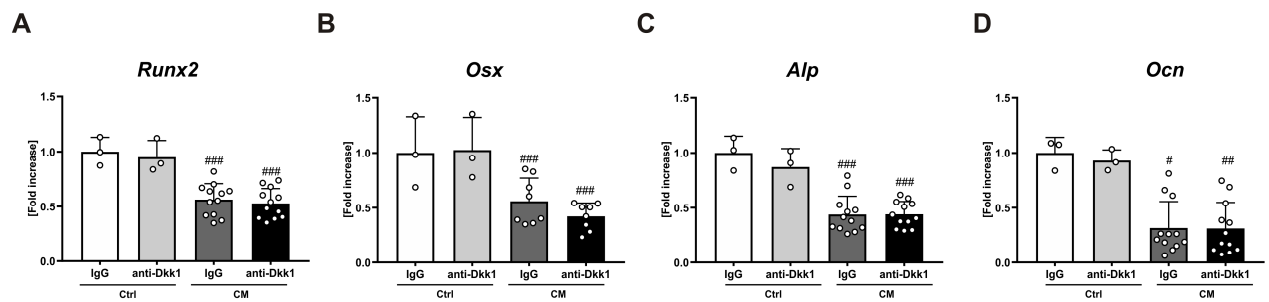 A
B
C
D
Runx2
Osx
Alp
Ocn
[Fold increase]
1.5
1.0
0.5
0.0
###
###
IgG
anti-Dkk1
IgG
anti-Dkk1
Ctrl
CM
[Fold increase]
1.5
1.0
0.5
0.0
###
###
IgG
anti-Dkk1
IgG
anti-Dkk1
Ctrl
CM
[Fold increase]
1.5
1.0
0.5
0.0
###
###
IgG
anti-Dkk1
IgG
anti-Dkk1
Ctrl
CM
[Fold increase]
1.5
1.0
0.5
0.0
#
##
IgG
anti-Dkk1
IgG
anti-Dkk1
Ctrl
CM